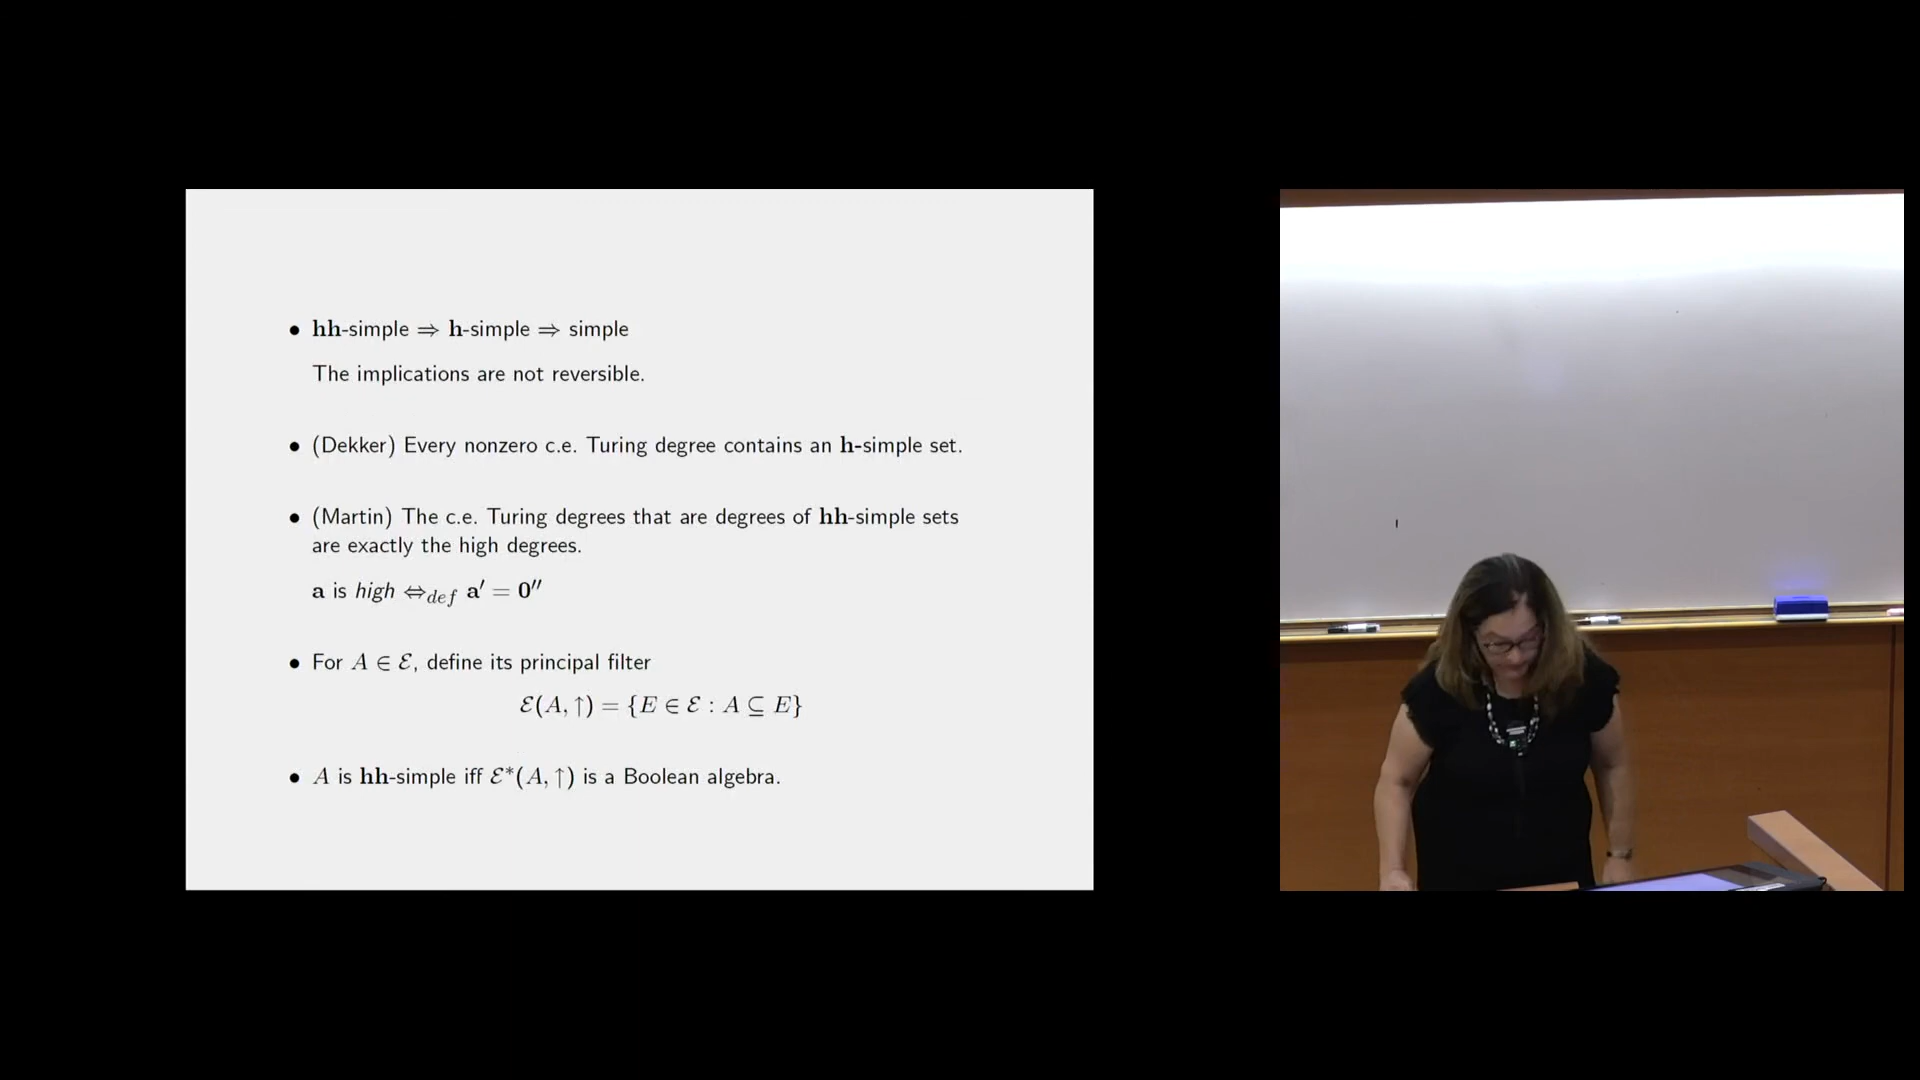 • hh-simple ⇒ h-simple ⇒ simple
The implications are not reversible.
• (Dekker) Every nonzero c.e. Turing degree contains an h-simple set.
• (Martin) The c.e. Turing degrees that are degrees of hh-simple sets
are exactly the high degrees.
a is high ⇔def a′ = 0″
• For A ∈ ℰ, define its principal filter
ℰ(A, ↑) = {E ∈ ℰ : A ⊆ E}
• A is hh-simple iff ℰ*(A, ↑) is a Boolean algebra.